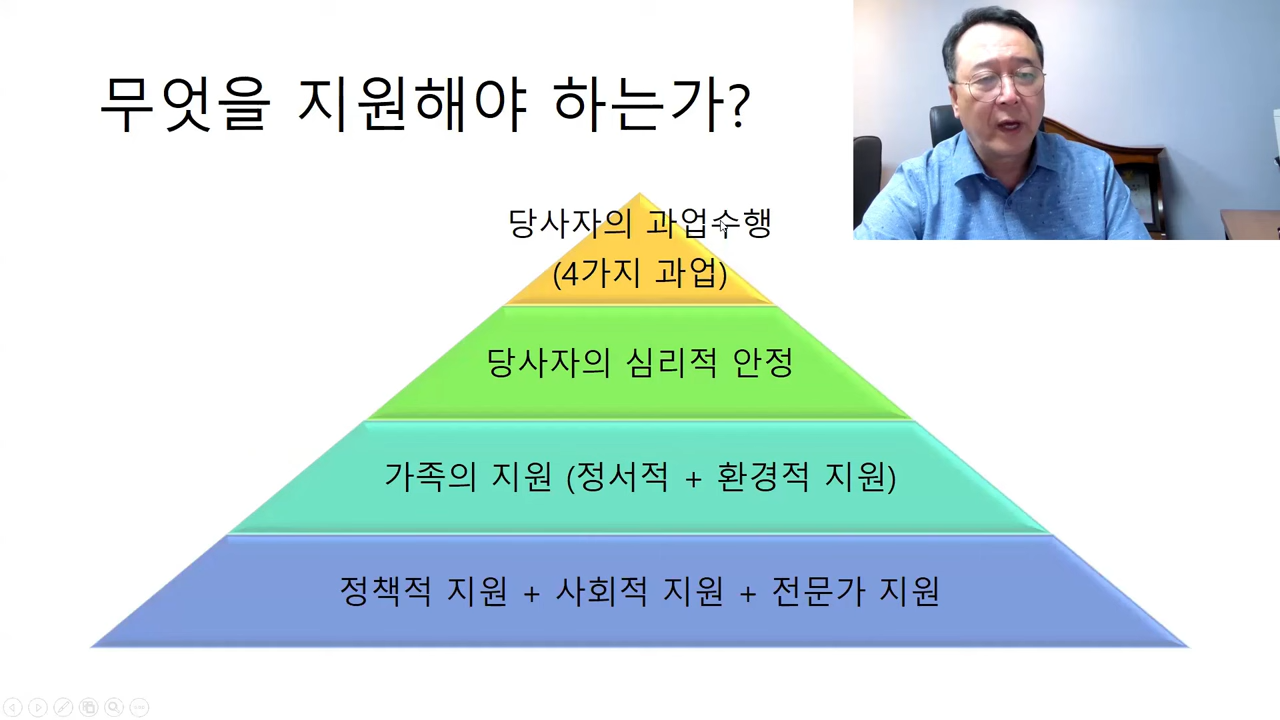 무엇을 지원해야 하는가?
당사자의 과업수행
(4가지 과업)
당사자의 심리적 안정
가족의 지원 (정서적 + 환경적 지원)
정책적 지원 + 사회적 지원 + 전문가 지원